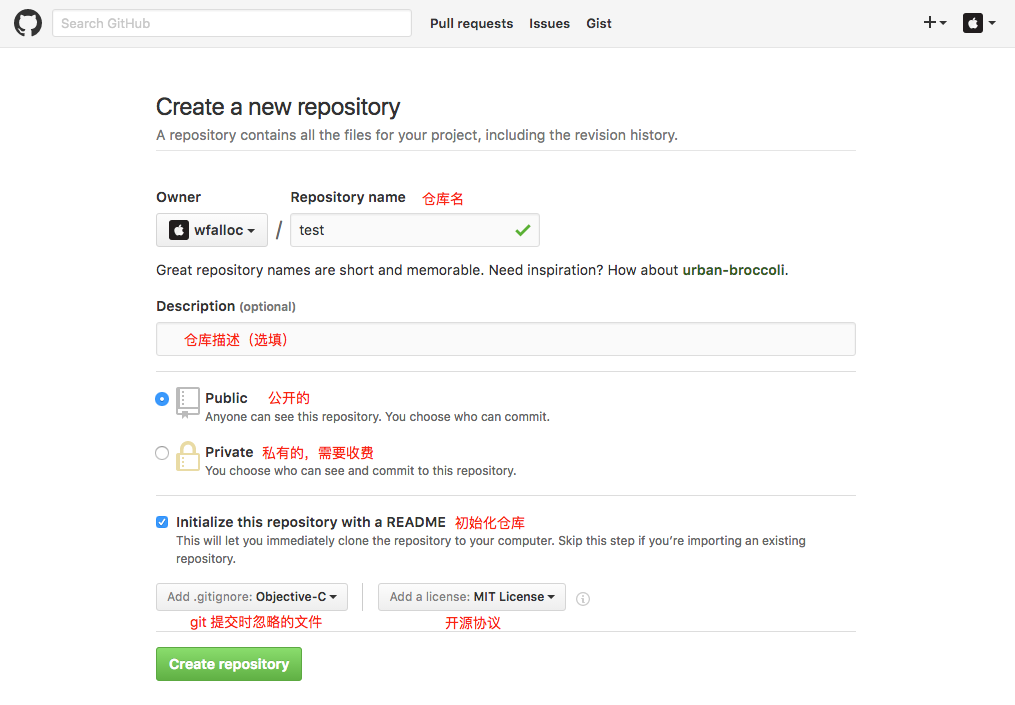 Search GitHub Pull requests Issues Gist
Create a new repository
A repository contains all the files for your project, including the revision history.
Owner Repository name 仓库名
wfalloc / test
Great repository names are short and memorable. Need inspiration? How about urban-broccoli.
Description (optional)
仓库描述（选填）
Public 公开的
Anyone can see this repository. You choose who can commit.
Private 私有的，需要收费
You choose who can see and commit to this repository.
Initialize this repository with a README 初始化仓库
This will let you immediately clone the repository to your computer. Skip this step if you’re importing an existing
repository.
Add .gitignore: Objective-C Add a license: MIT License
git 提交时忽略的文件 开源协议
Create repository